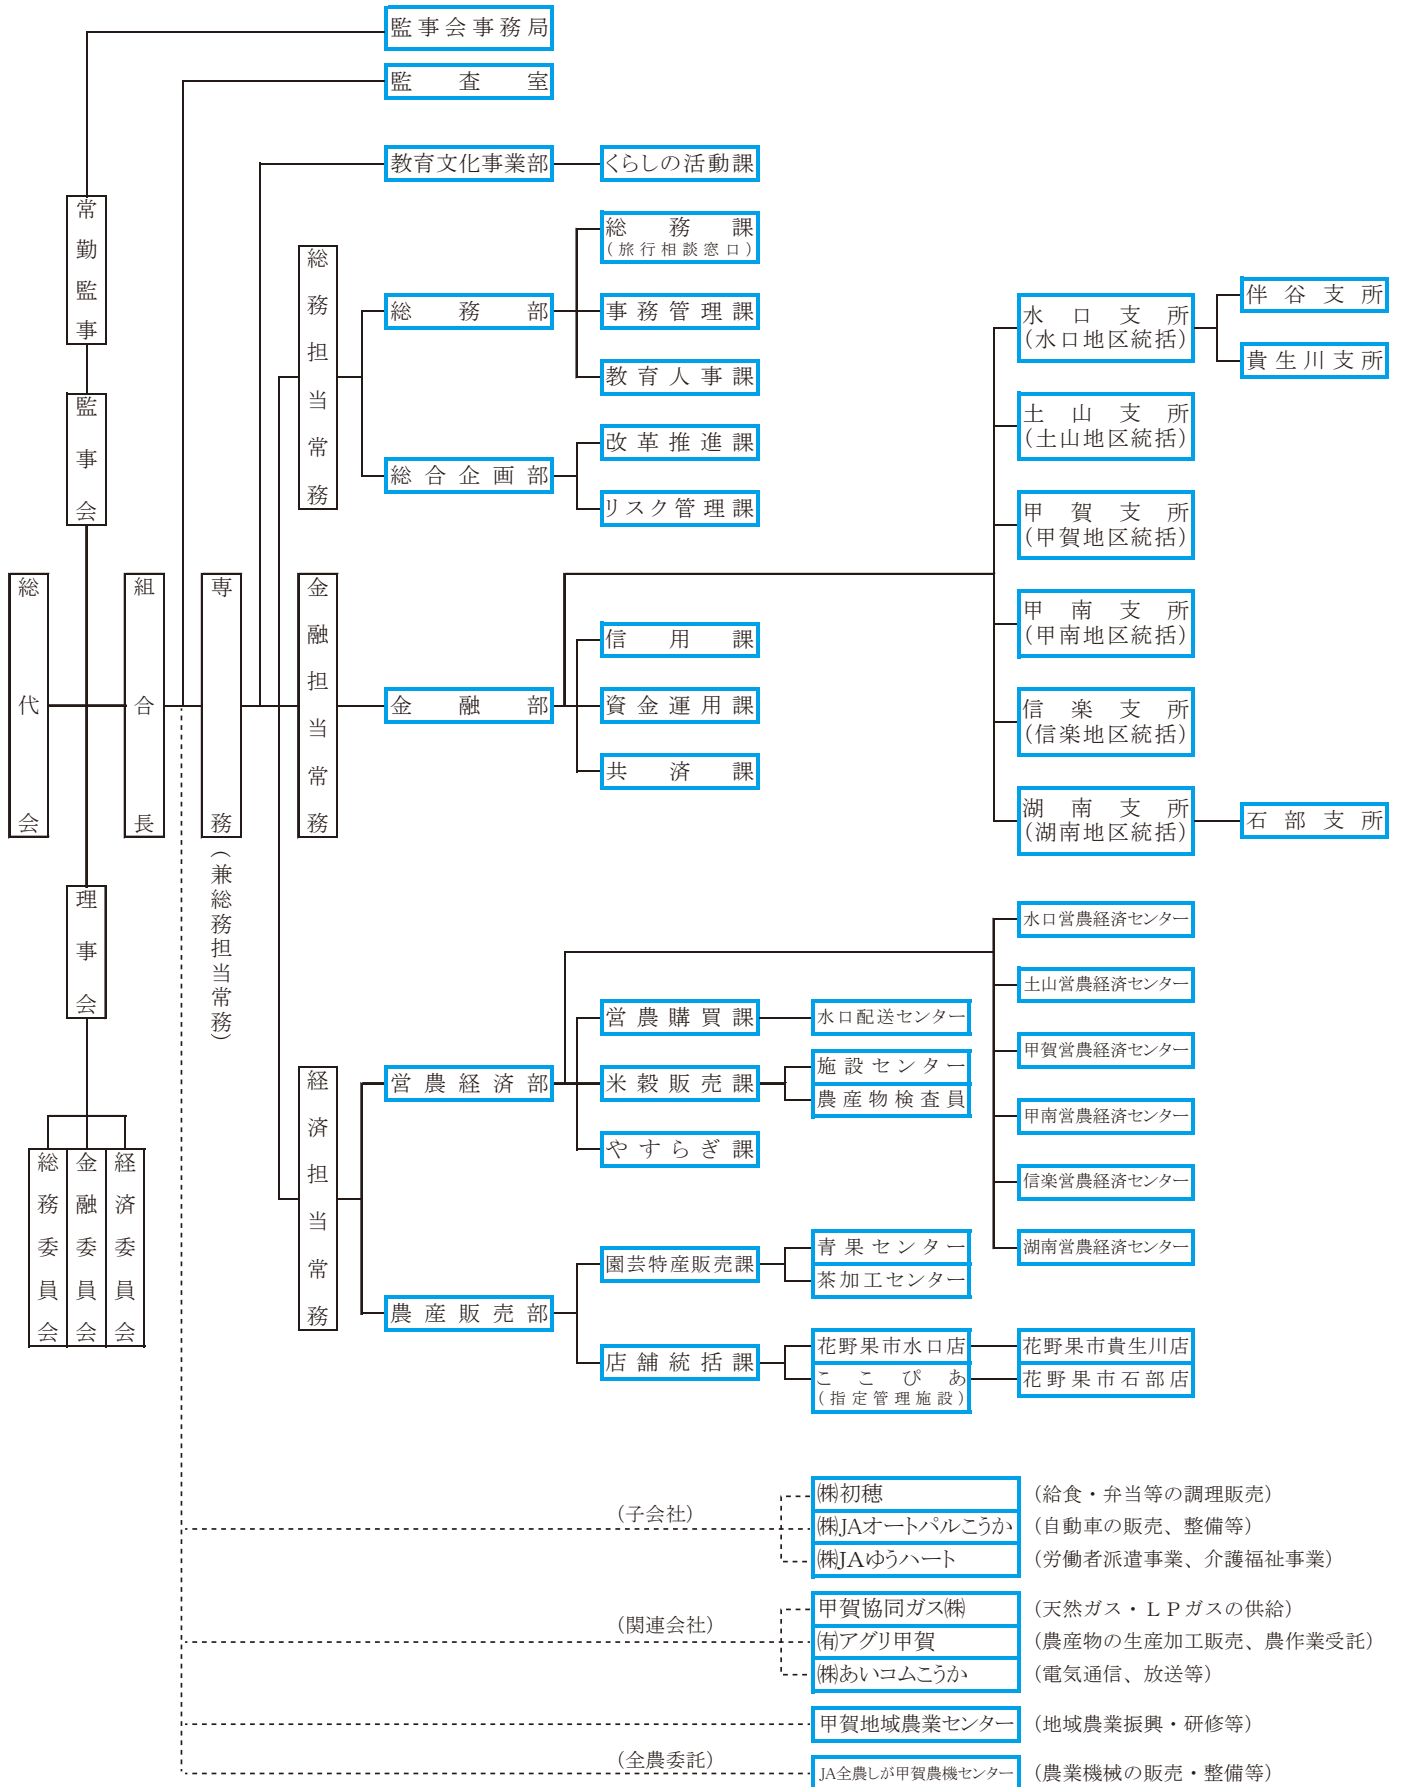 監事会事務局
監査室
教育文化事業部
くらしの活動課
常勤監事
監事会
総代会
組合長
専務
(兼総務担当常務)
理事会
総務委員会
金融委員会
経済委員会
総務担当常務
総務部
総務課
(旅行相談窓口)
事務管理課
教育人事課
総合企画部
改革推進課
リスク管理課
金融担当常務
金融部
信用課
資金運用課
共済課
水口支所
(水口地区統括)
伴谷支所
貴生川支所
土山支所
(土山地区統括)
甲賀支所
(甲賀地区統括)
甲南支所
(甲南地区統括)
信楽支所
(信楽地区統括)
湖南支所
(湖南地区統括)
石部支所
経済担当常務
営農経済部
営農購買課
水口配送センター
米穀販売課
施設センター
農産物検査員
やすらぎ課
水口営農経済センター
土山営農経済センター
甲賀営農経済センター
甲南営農経済センター
信楽営農経済センター
湖南営農経済センター
農産販売部
園芸特産販売課
青果センター
茶加工センター
店舗統括課
花野果市水口店
花野果市貴生川店
ここぴあ
(指定管理施設)
花野果市石部店
(子会社)
㈱初穂 (給食・弁当等の調理販売)
㈱JAオートパルこうか (自動車の販売、整備等)
㈱JAゆうハート (労働者派遣事業、介護福祉事業)
(関連会社)
甲賀協同ガス㈱ (天然ガス・ＬＰガスの供給)
㈲アグリ甲賀 (農産物の生産加工販売、農作業受託)
㈱あいコムこうか (電気通信、放送等)
甲賀地域農業センター (地域農業振興・研修等)
(全農委託)
JA全農しが甲賀農機センター (農業機械の販売・整備等)